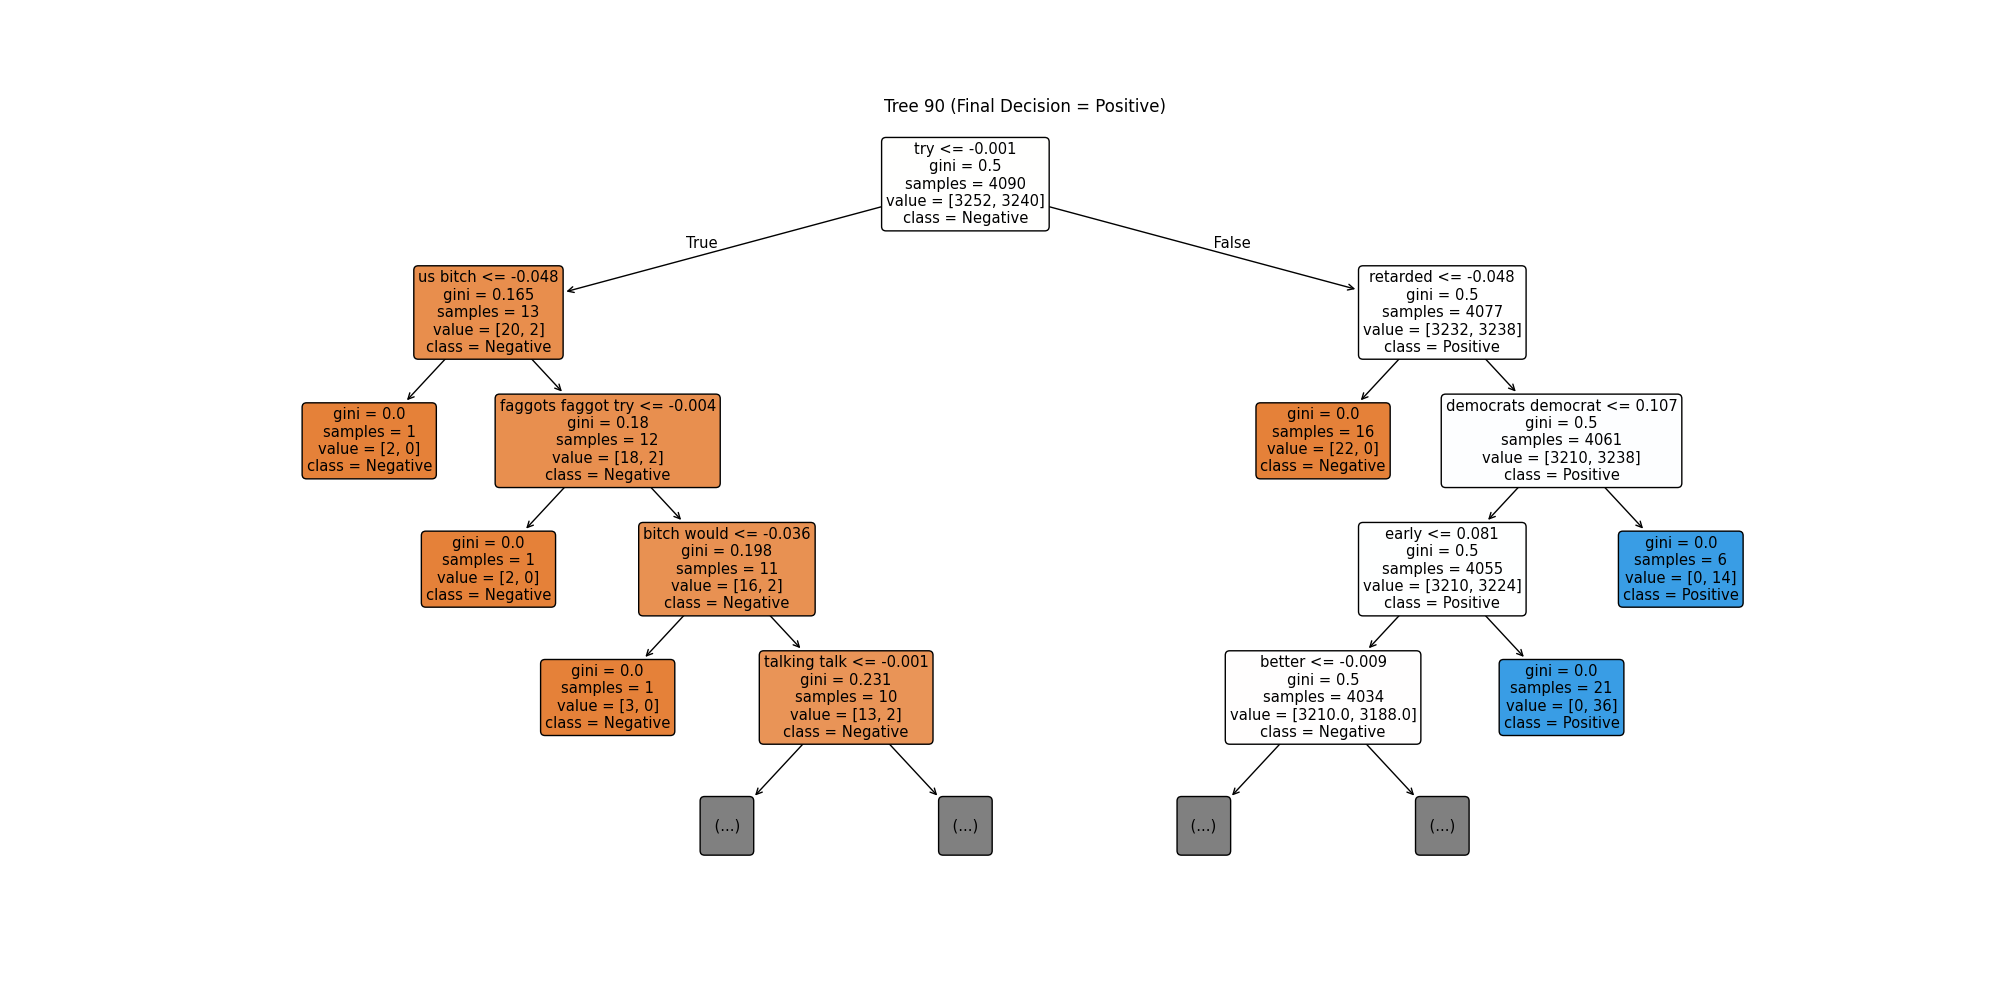 Tree 90 (Final Decision = Positive)
try <= -0.001
gini = 0.5
samples = 4090
value = [3252, 3240]
class = Negative
True
False
us bitch <= -0.048
gini = 0.165
samples = 13
value = [20, 2]
class = Negative
retarded <= -0.048
gini = 0.5
samples = 4077
value = [3232, 3238]
class = Positive
gini = 0.0
samples = 1
value = [2, 0]
class = Negative
faggots faggot try <= -0.004
gini = 0.18
samples = 12
value = [18, 2]
class = Negative
gini = 0.0
samples = 16
value = [22, 0]
class = Negative
democrats democrat <= 0.107
gini = 0.5
samples = 4061
value = [3210, 3238]
class = Positive
gini = 0.0
samples = 1
value = [2, 0]
class = Negative
bitch would <= -0.036
gini = 0.198
samples = 11
value = [16, 2]
class = Negative
early <= 0.081
gini = 0.5
samples = 4055
value = [3210, 3224]
class = Positive
gini = 0.0
samples = 6
value = [0, 14]
class = Positive
gini = 0.0
samples = 1
value = [3, 0]
class = Negative
talking talk <= -0.001
gini = 0.231
samples = 10
value = [13, 2]
class = Negative
better <= -0.009
gini = 0.5
samples = 4034
value = [3210.0, 3188.0]
class = Negative
gini = 0.0
samples = 21
value = [0, 36]
class = Positive
(...)
(...)
(...)
(...)